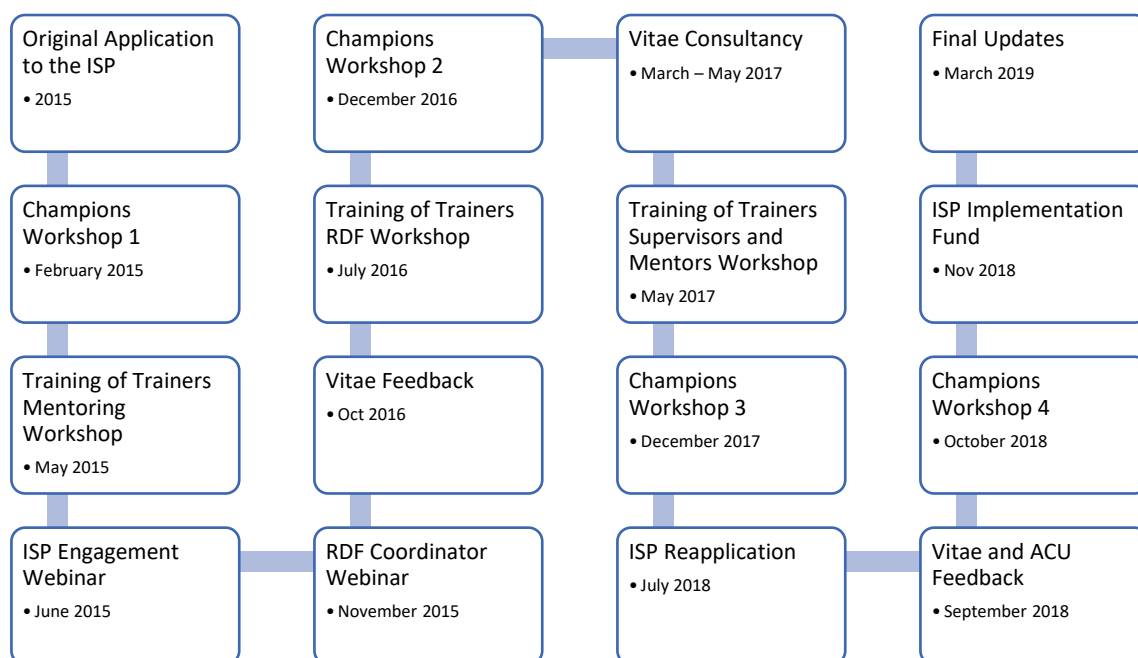 Original Application
to the ISP
• 2015
Champions
Workshop 1
• February 2015
Training of Trainers
Mentoring
Workshop
• May 2015
ISP Engagement
Webinar
• June 2015
RDF Coordinator
Webinar
• November 2015
Vitae Feedback
• Oct 2016
Training of Trainers
RDF Workshop
• July 2016
Champions
Workshop 2
• December 2016
Vitae Consultancy
• March – May 2017
Training of Trainers
Supervisors and
Mentors Workshop
• May 2017
Champions
Workshop 3
• December 2017
ISP Reapplication
• July 2018
Vitae and ACU
Feedback
• September 2018
Champions
Workshop 4
• October 2018
ISP Implementation
Fund
• Nov 2018
Final Updates
• March 2019